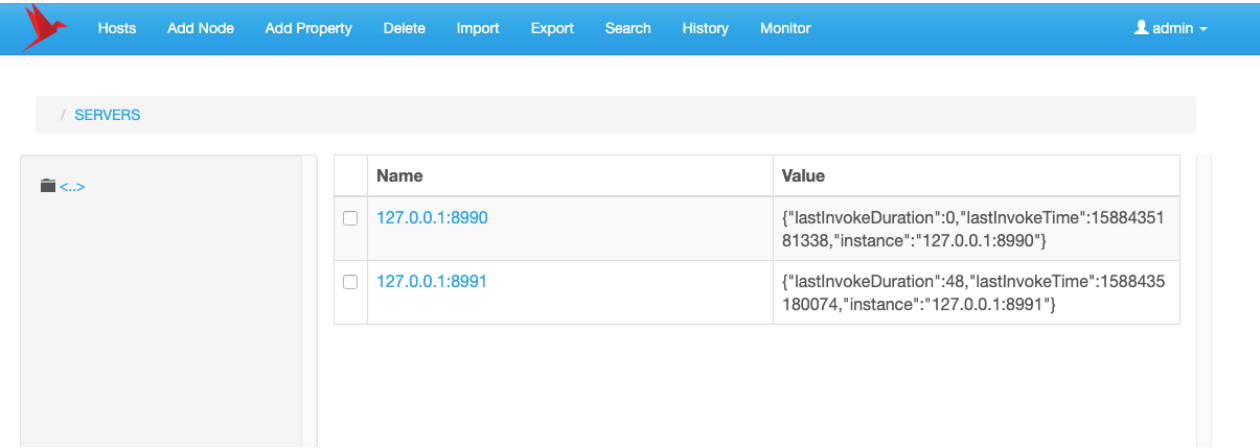 Hosts Add Node Add Property Delete Import Export Search History Monitor admin
/ SERVERS
<..>
Name Value
127.0.0.1:8990 {"lastInvokeDuration":0,"lastInvokeTime":15884351
81338,"instance":"127.0.0.1:8990"}
127.0.0.1:8991 {"lastInvokeDuration":48,"lastInvokeTime":1588435
180074,"instance":"127.0.0.1:8991"}